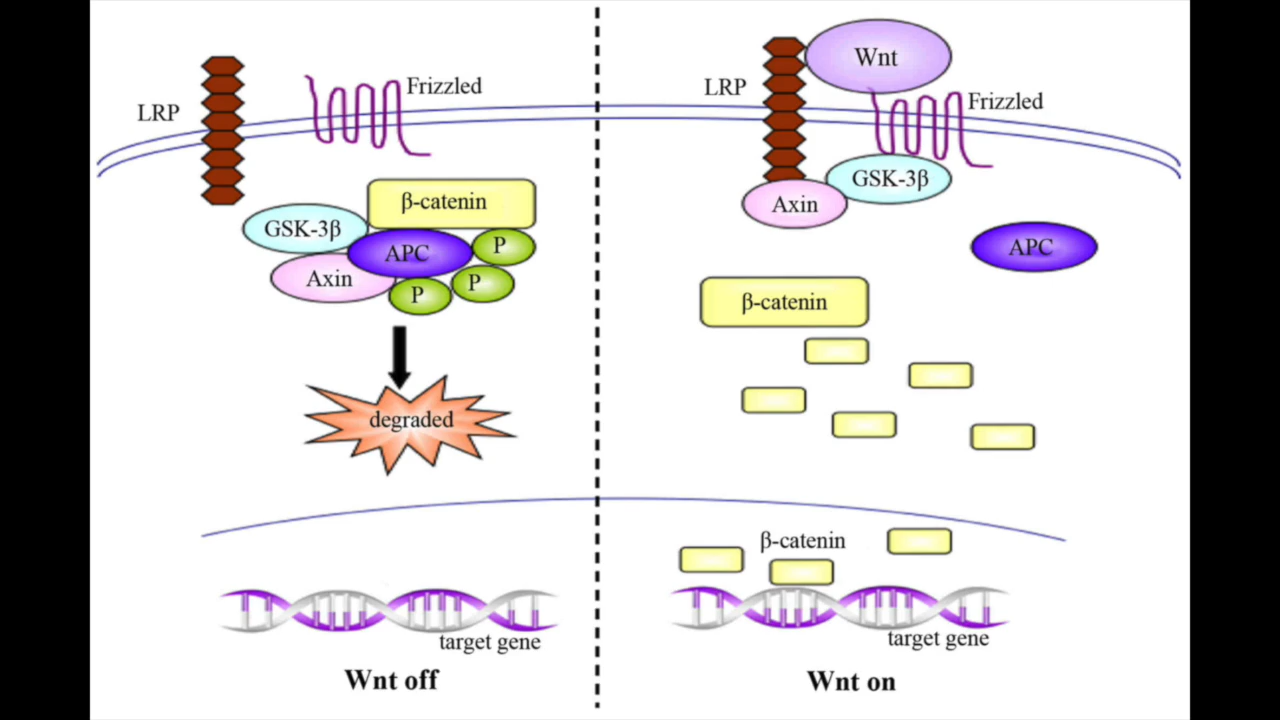 LRP
Frizzled
β-catenin
GSK-3β
APC
P
Axin
P
P
degraded
target gene
Wnt off
Wnt
LRP
Frizzled
GSK-3β
Axin
APC
β-catenin
β-catenin
target gene
Wnt on